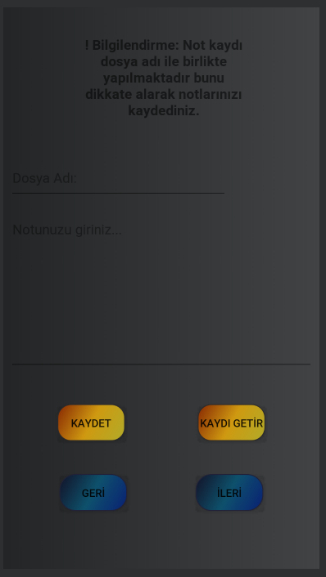 ! Bilgilendirme: Not kaydı
dosya adı ile birlikte
yapılmaktadır bunu
dikkate alarak notlarınızı
kaydediniz.
Dosya Adı:
Notunuzu giriniz...
KAYDET
KAYDI GETİR
GERİ
İLERİ